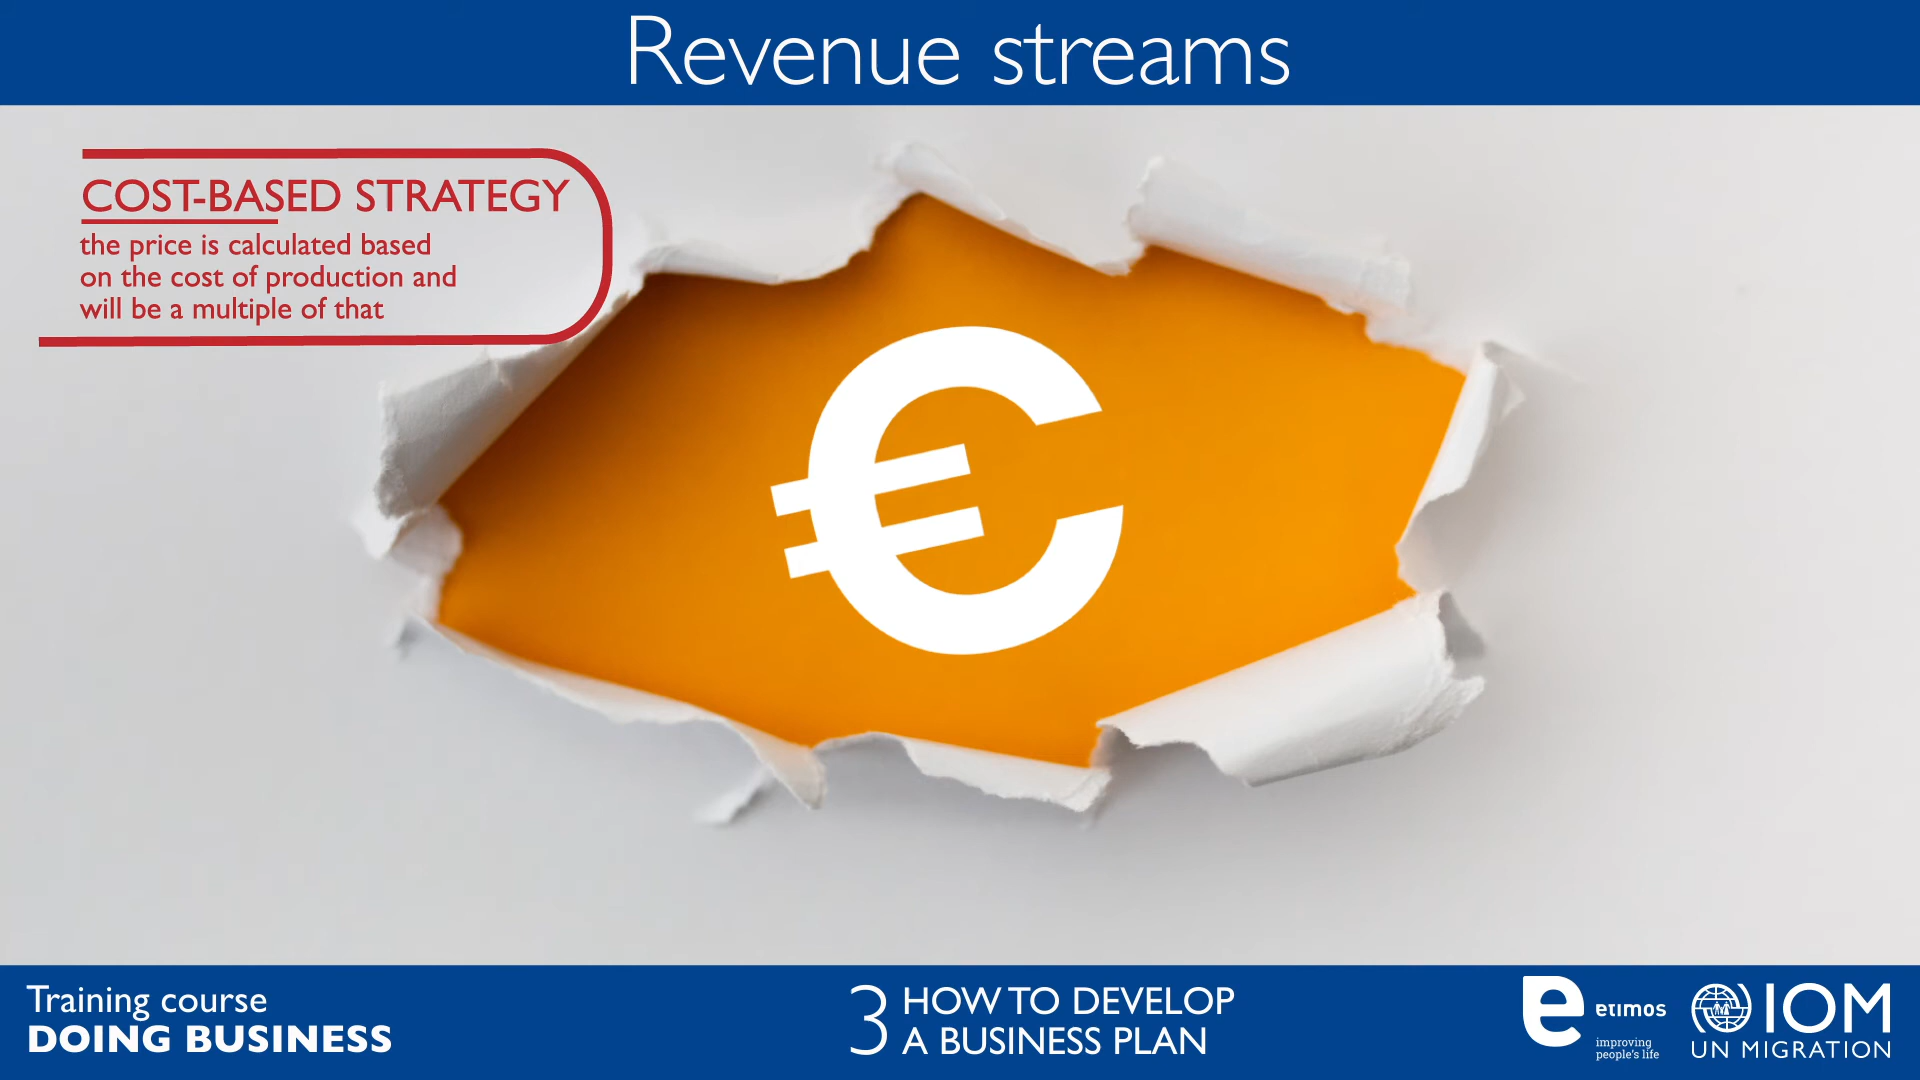 Revenue streams
COST-BASED STRATEGY
the price is calculated based
on the cost of production and
will be a multiple of that
€
Training course
DOING BUSINESS
3 HOW TO DEVELOP
A BUSINESS PLAN
e etimos
improving
people's life
IOM
UN MIGRATION